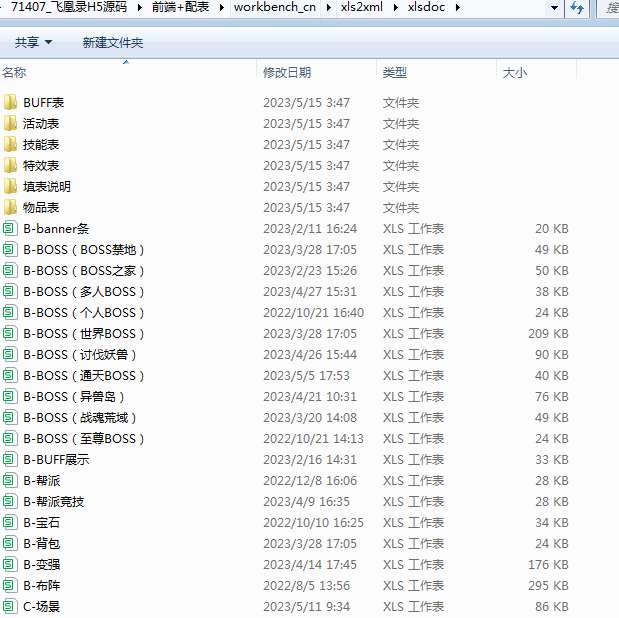 71407_飞凰录H5源码 ▸ 前端+配表 ▸ workbench_cn ▸ xls2xml ▸ xlsdoc ▸
共享 新建文件夹
名称 修改日期 类型 大小
BUFF表 2023/5/15 3:47 文件夹
活动表 2023/5/15 3:47 文件夹
技能表 2023/5/15 3:47 文件夹
特效表 2023/5/15 3:47 文件夹
填表说明 2023/5/15 3:47 文件夹
物品表 2023/5/15 3:47 文件夹
B-banner条 2023/2/11 16:24 XLS 工作表 20 KB
B-BOSS（BOSS禁地） 2023/3/28 17:05 XLS 工作表 49 KB
B-BOSS（BOSS之家） 2023/2/23 15:26 XLS 工作表 50 KB
B-BOSS（多人BOSS） 2023/4/27 15:31 XLS 工作表 38 KB
B-BOSS（个人BOSS） 2022/10/21 16:40 XLS 工作表 24 KB
B-BOSS（世界BOSS） 2023/3/28 17:05 XLS 工作表 209 KB
B-BOSS（讨伐妖兽） 2023/4/26 15:44 XLS 工作表 90 KB
B-BOSS（通天BOSS） 2023/5/5 17:53 XLS 工作表 40 KB
B-BOSS（异兽岛） 2023/4/21 10:31 XLS 工作表 76 KB
B-BOSS（战魂荒域） 2023/3/20 14:08 XLS 工作表 49 KB
B-BOSS（至尊BOSS） 2022/10/21 14:13 XLS 工作表 24 KB
B-BUFF展示 2023/2/16 14:31 XLS 工作表 33 KB
B-帮派 2022/12/8 16:06 XLS 工作表 28 KB
B-帮派竞技 2023/4/9 16:35 XLS 工作表 28 KB
B-宝石 2022/10/10 16:25 XLS 工作表 34 KB
B-背包 2023/3/28 17:05 XLS 工作表 24 KB
B-变强 2023/4/14 17:45 XLS 工作表 176 KB
B-布阵 2022/8/5 13:56 XLS 工作表 295 KB
C-场景 2023/5/11 9:34 XLS 工作表 86 KB